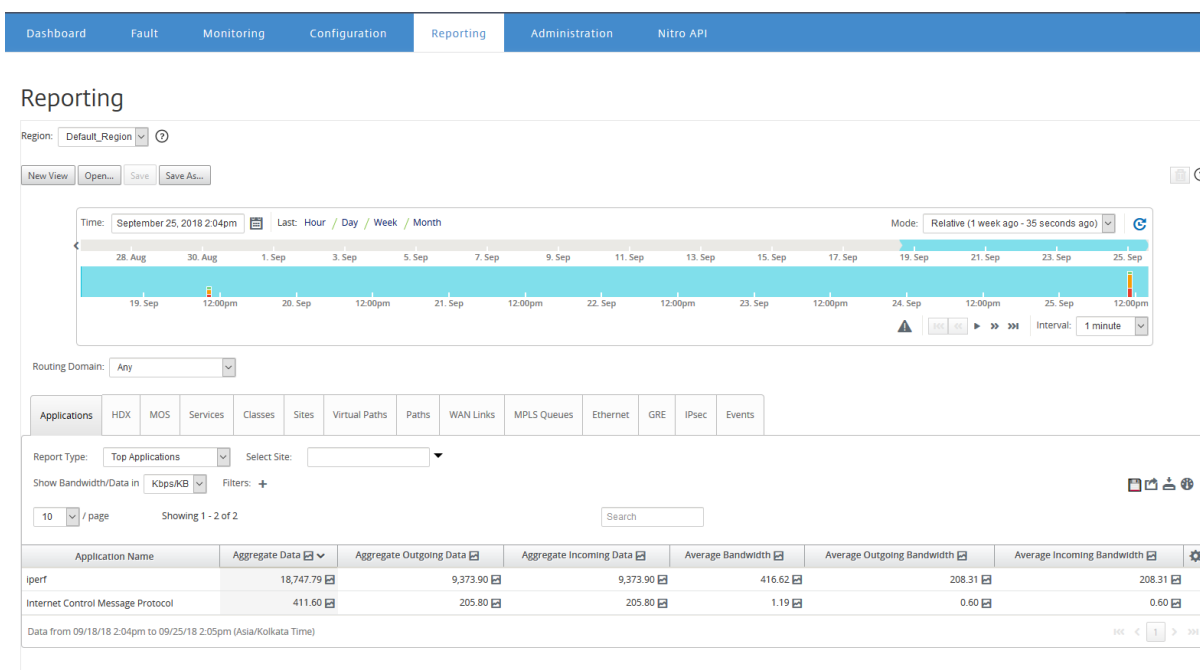 Dashboard Fault Monitoring Configuration Reporting Administration Nitro API
Reporting
Region: Default_Region ?
New View Open... Save Save As...
Time: September 25, 2018 2:04pm Last: Hour / Day / Week / Month Mode: Relative (1 week ago - 35 seconds ago)
28. Aug 30. Aug 1. Sep 3. Sep 5. Sep 7. Sep 9. Sep 11. Sep 13. Sep 15. Sep 17. Sep 19. Sep 21. Sep 23. Sep 25. Sep
19. Sep 12:00pm 20. Sep 12:00pm 21. Sep 12:00pm 22. Sep 12:00pm 23. Sep 12:00pm 24. Sep 12:00pm 25. Sep 12:00pm
Interval: 1 minute
Routing Domain: Any
Applications HDX MOS Services Classes Sites Virtual Paths Paths WAN Links MPLS Queues Ethernet GRE IPsec Events
Report Type: Top Applications Select Site:
Show Bandwidth/Data in Kbps/KB Filters: +
10 / page Showing 1 - 2 of 2 Search
Application Name Aggregate Data Aggregate Outgoing Data Aggregate Incoming Data Average Bandwidth Average Outgoing Bandwidth Average Incoming Bandwidth
iperf 18,747.79 9,373.90 9,373.90 416.62 208.31 208.31
Internet Control Message Protocol 411.60 205.80 205.80 1.19 0.60 0.60
Data from 09/18/18 2:04pm to 09/25/18 2:05pm (Asia/Kolkata Time) 1